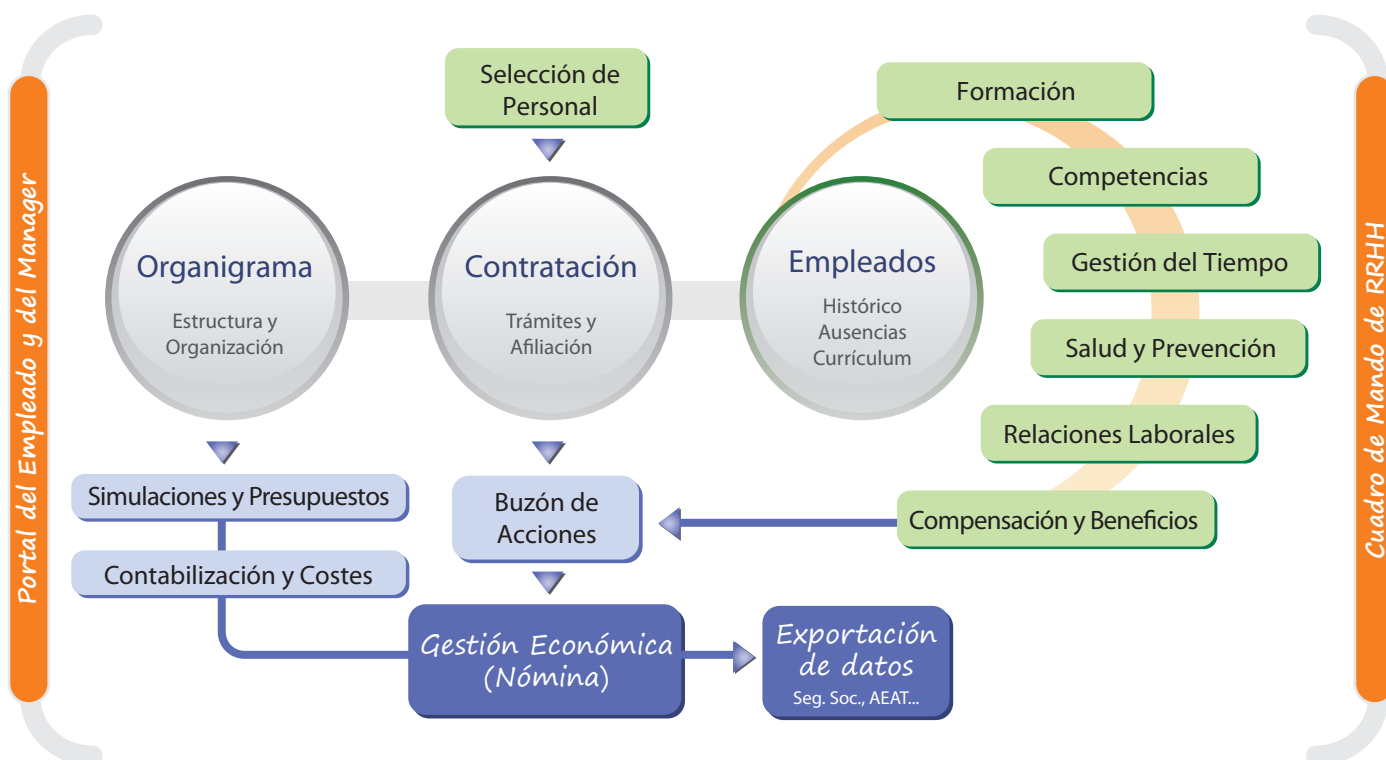 Portal del Empleado y del Manager
Selección de
Personal
Organigrama
Estructura y
Organización
Contratación
Trámites y
Afiliación
Empleados
Histórico
Ausencias
Currículum
Formación
Competencias
Gestión del Tiempo
Salud y Prevención
Relaciones Laborales
Compensación y Beneficios
Simulaciones y Presupuestos
Contabilización y Costes
Buzón de
Acciones
Gestión Económica
(Nómina)
Exportación
de datos
Seg. Soc., AEAT...
Cuadro de Mando de RRHH